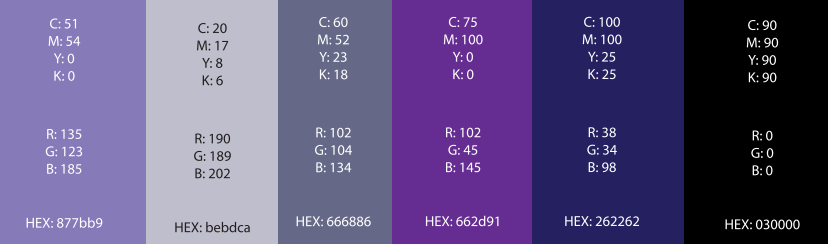 C: 51
M: 54
Y: 0
K: 0
R: 135
G: 123
B: 185
HEX: 877bb9
C: 20
M: 17
Y: 8
K: 6
R: 190
G: 189
B: 202
HEX: bebdca
C: 60
M: 52
Y: 23
K: 18
R: 102
G: 104
B: 134
HEX: 666886
C: 75
M: 100
Y: 0
K: 0
R: 102
G: 45
B: 145
HEX: 662d91
C: 100
M: 100
Y: 25
K: 25
R: 38
G: 34
B: 98
HEX: 262262
C: 90
M: 90
Y: 90
K: 90
R: 0
G: 0
B: 0
HEX: 030000